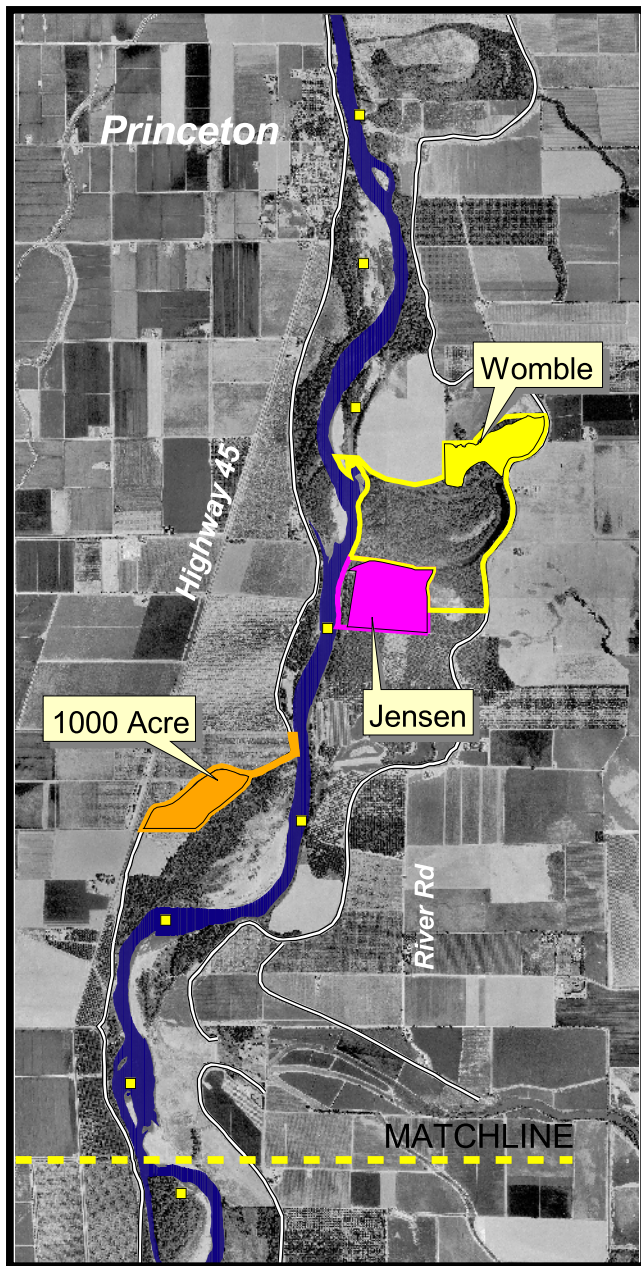 Princeton
Womble
Highway 45
Jensen
1000 Acre
River Rd
MATCHLINE